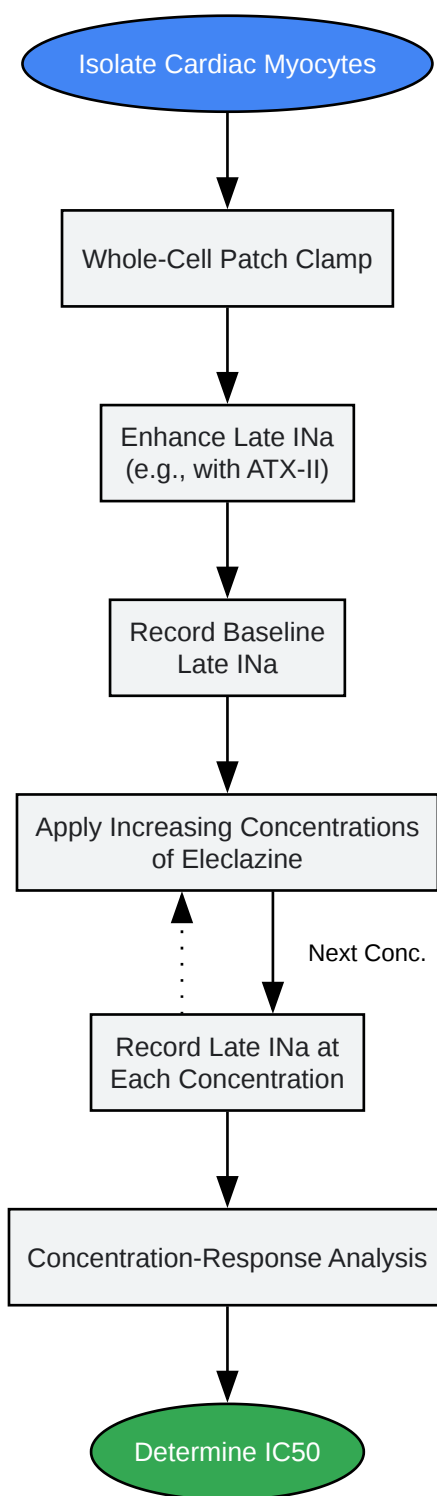 Isolate Cardiac Myocytes
Whole-Cell Patch Clamp
Enhance Late INa
(e.g., with ATX-II)
Record Baseline
Late INa
Apply Increasing Concentrations
of Eleclazine
Next Conc.
Record Late INa at
Each Concentration
Concentration-Response Analysis
Determine IC50